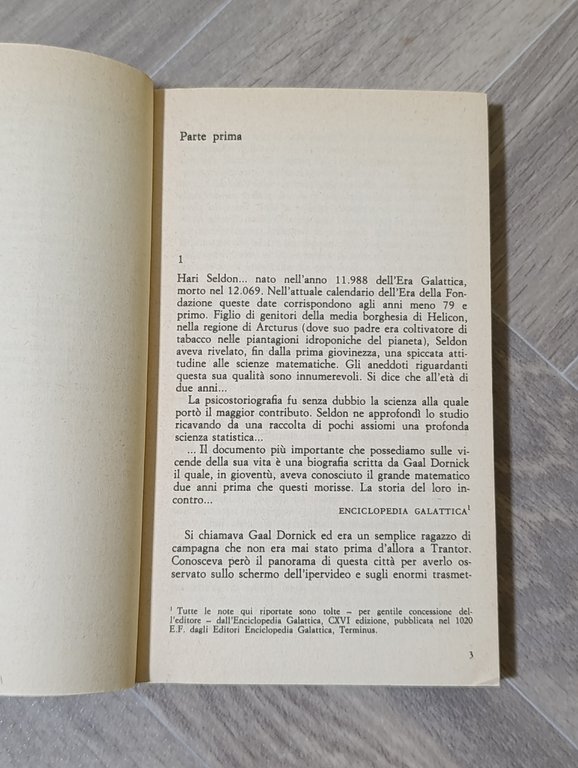 Parte prima
1
Hari Seldon... nato nell'anno 11.988 dell'Era Galattica,
morto nel 12.069. Nell'attuale calendario dell'Era della Fon-
dazione queste date corrispondono agli anni meno 79 e
primo. Figlio di genitori della media borghesia di Helicon,
nella regione di Arcturus (dove suo padre era coltivatore di
tabacco nelle piantagioni idroponiche del pianeta), Seldon
aveva rivelato, fin dalla prima giovinezza, una spiccata atti-
tudine alle scienze matematiche. Gli aneddoti riguardanti
questa sua qualità sono innumerevoli. Si dice che all'età di
due anni...
La psicostoriografia fu senza dubbio la scienza alla quale
portò il maggior contributo. Seldon ne approfondì lo studio
ricavando da una raccolta di pochi assiomi una profonda
scienza statistica...
... Il documento più importante che possediamo sulle vi-
cende della sua vita è una biografia scritta da Gaal Dornick
il quale, in gioventù, aveva conosciuto il grande matematico
due anni prima che questi morisse. La storia del loro in-
contro...
ENCICLOPEDIA GALATTICA¹
Si chiamava Gaal Dornick ed era un semplice ragazzo di
campagna che non era mai stato prima d'allora a Trantor.
Conosceva però il panorama di questa città per averlo os-
servato sullo schermo dell'ipervideo e sugli enormi trasmet-
¹ Tutte le note qui riportate sono tolte – per gentile concessione del-
l'editore – dall'Enciclopedia Galattica, CXVI edizione, pubblicata nel 1020
E.F. dagli Editori Enciclopedia Galattica, Terminus.
3